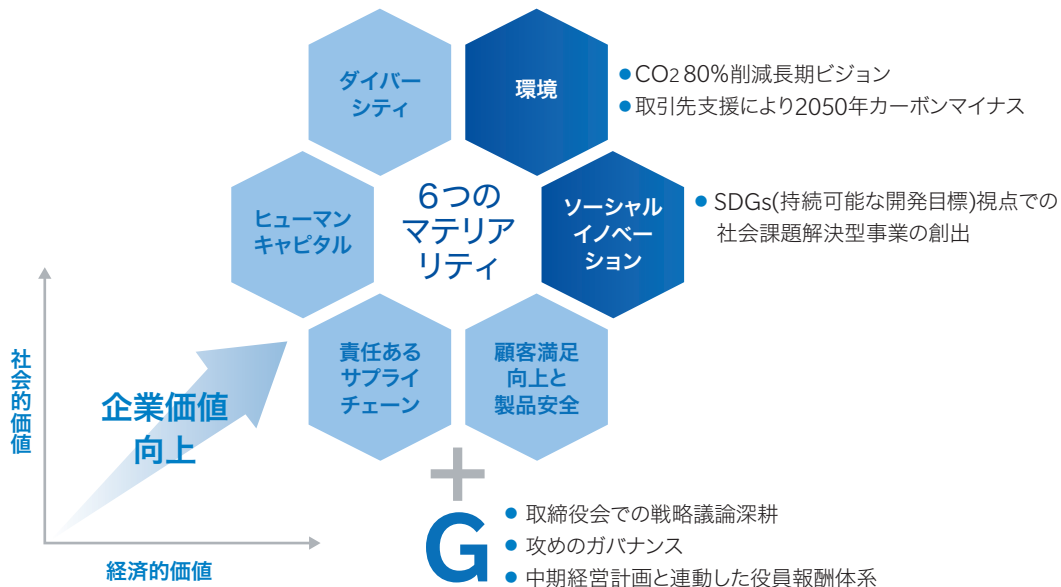 ダイバー
シティ
環境
● CO2 80%削減長期ビジョン
● 取引先支援により2050年カーボンマイナス
ヒューマン
キャピタル
6つの
マテリア
リティ
ソーシャル
イノベー
ション
● SDGs(持続可能な開発目標)視点での
社会課題解決型事業の創出
責任ある
サプライ
チェーン
顧客満足
向上と
製品安全
社会的価値
企業価値
向上
経済的価値
+
G
● 取締役会での戦略議論深耕
● 攻めのガバナンス
● 中期経営計画と連動した役員報酬体系